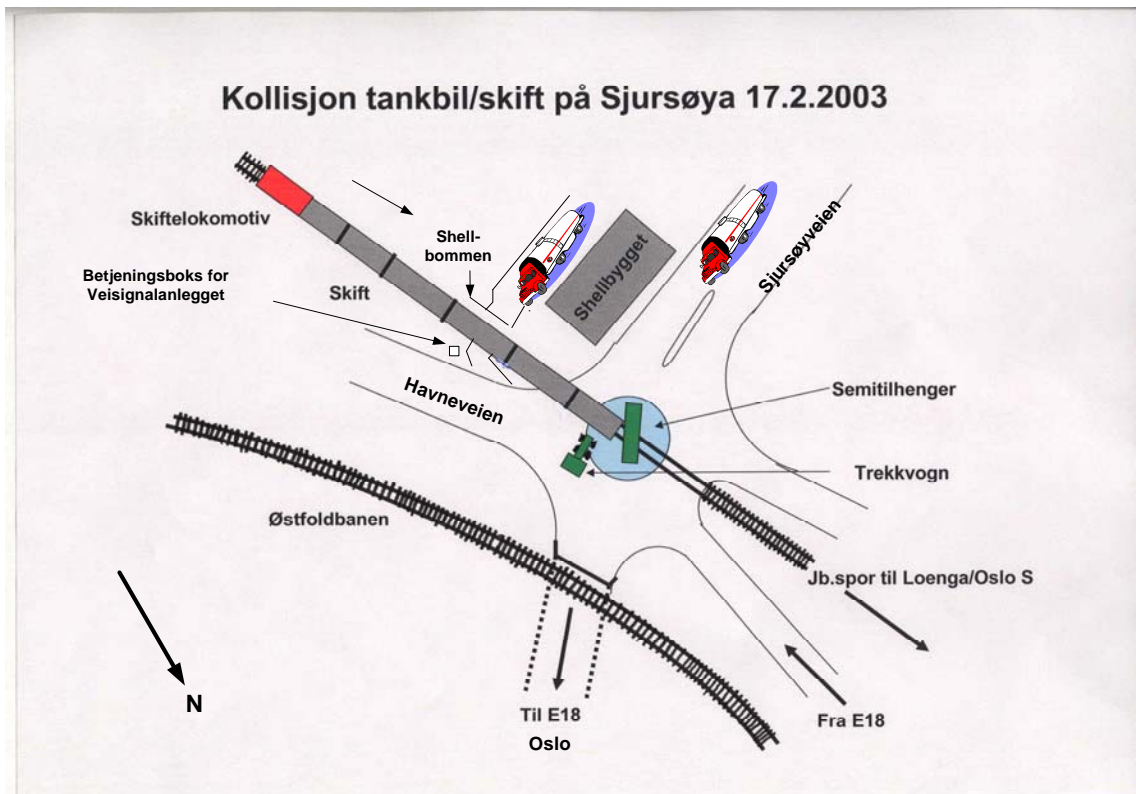 Kollisjon tankbil/skift på Sjursøya 17.2.2003
Skiftelokomotiv
Shell-
bommen
Betjeningsboks for
Veisignalanlegget
Skift
Shellbygget
Sjursøyveien
Havneveien
Semitilhenger
Trekkvogn
Østfoldbanen
Jb.spor til Loenga/Oslo S
N
Til E18
Oslo
Fra E18